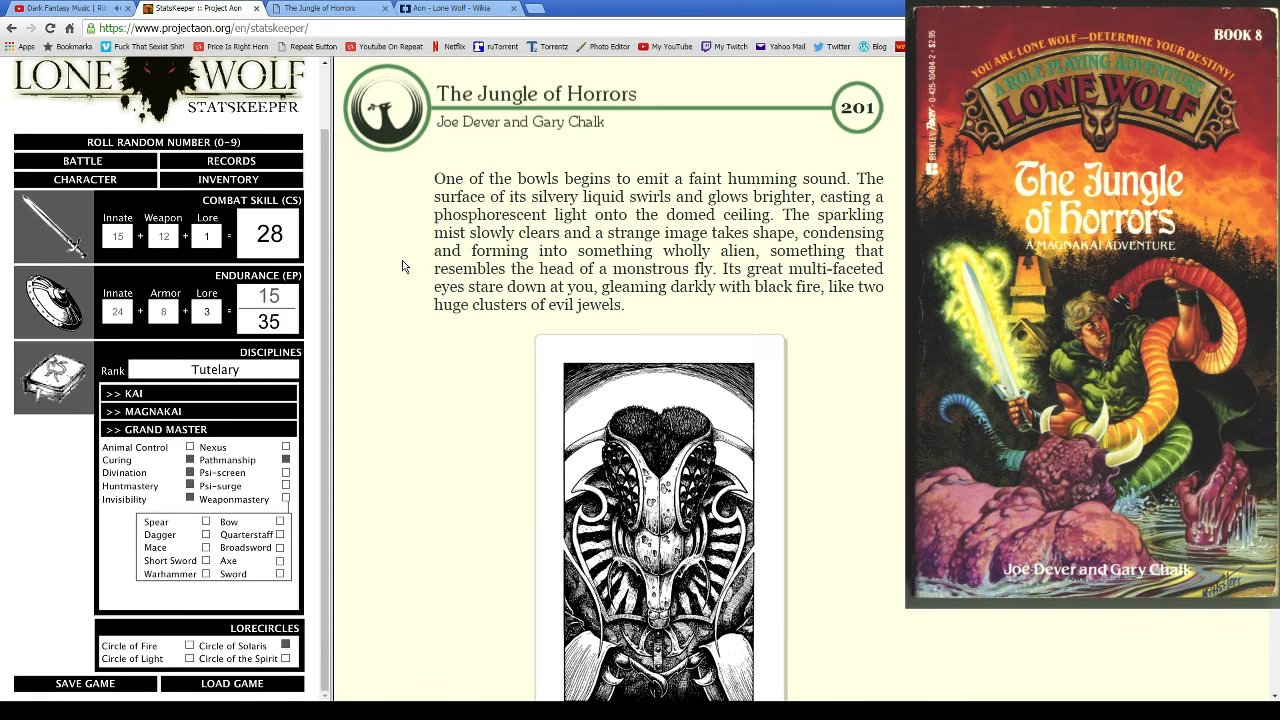 Dark Fantasy Music | Rit
StatsKeeper :: Project Aon
The Jungle of Horrors
Aon - Lone Wolf - Wikia
https://www.projectaon.org/en/statskeeper/
Apps
Bookmarks
Fuck That Sexist Shit!
Price Is Right Horn
Repeat Button
Youtube On Repeat
Netflix
ruTorrent
Torrentz
Photo Editor
My YouTube
My Twitch
Yahoo Mail
Twitter
Blog
LONE WOLF
STATSKEEPER
ROLL RANDOM NUMBER (0-9)
BATTLE RECORDS
CHARACTER INVENTORY
COMBAT SKILL (CS)
Innate Weapon Lore
15 + 12 + 1 = 28
ENDURANCE (EP)
Innate Armor Lore 15
24 + 8 + 3 = 35
DISCIPLINES
Rank Tutelary
>> KAI
>> MAGNAKAI
>> GRAND MASTER
Animal Control Nexus
Curing Pathmanship
Divination Psi-screen
Huntmastery Psi-surge
Invisibility Weaponmastery
Spear Bow
Dagger Quarterstaff
Mace Broadsword
Short Sword Axe
Warhammer Sword
LORECIRCLES
Circle of Fire Circle of Solaris
Circle of Light Circle of the Spirit
SAVE GAME LOAD GAME
The Jungle of Horrors
201
Joe Dever and Gary Chalk
One of the bowls begins to emit a faint humming sound. The
surface of its silvery liquid swirls and glows brighter, casting a
phosphorescent light onto the domed ceiling. The sparkling
mist slowly clears and a strange image takes shape, condensing
and forming into something wholly alien, something that
resembles the head of a monstrous fly. Its great multi-faceted
eyes stare down at you, gleaming darkly with black fire, like two
huge clusters of evil jewels.
BOOK 8
BERKLEY Pacer 0-425-10484-2 • $2.95
YOU ARE LONE WOLF—DETERMINE YOUR DESTINY!
A ROLE PLAYING ADVENTURE
LONE WOLF
The Jungle
of Horrors
A MAGNAKAI ADVENTURE
Joe Dever and Gary Chalk